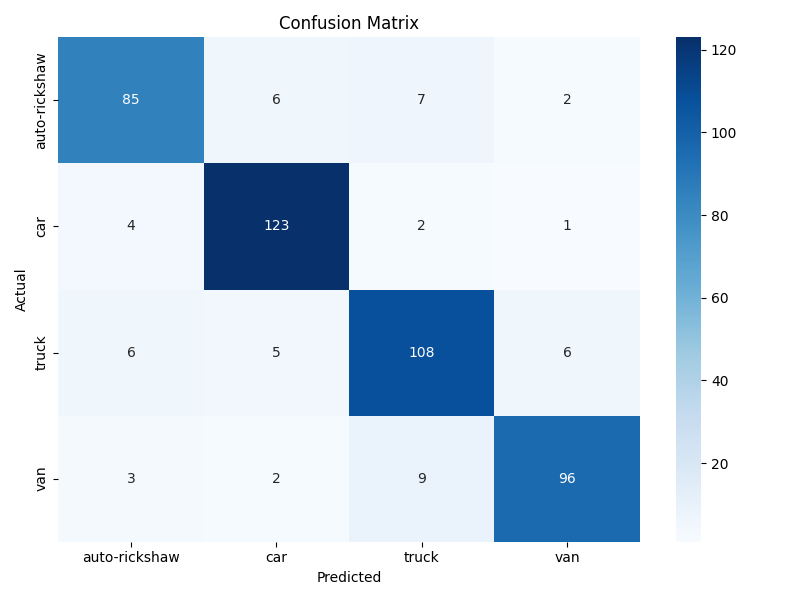 Confusion Matrix
auto-rickshaw
85 6 7 2
car
4 123 2 1
truck
6 5 108 6
van
3 2 9 96
Actual
auto-rickshaw car truck van
Predicted
120
100
80
60
40
20